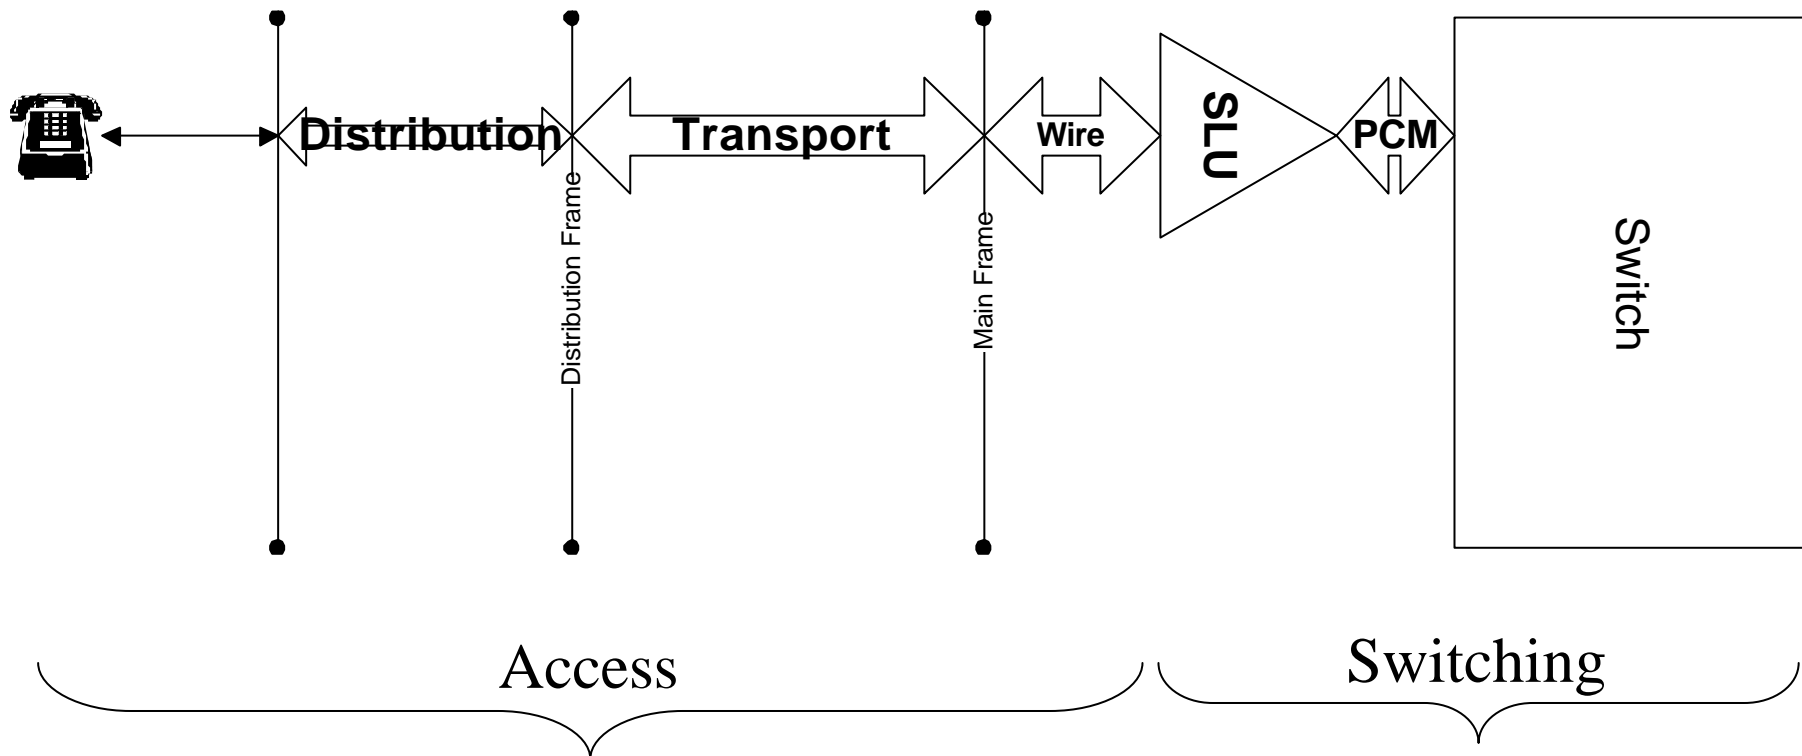 Distribution
Transport
Wire
SLU
PCM
Distribution Frame
Main Frame
Switch
Access
Switching